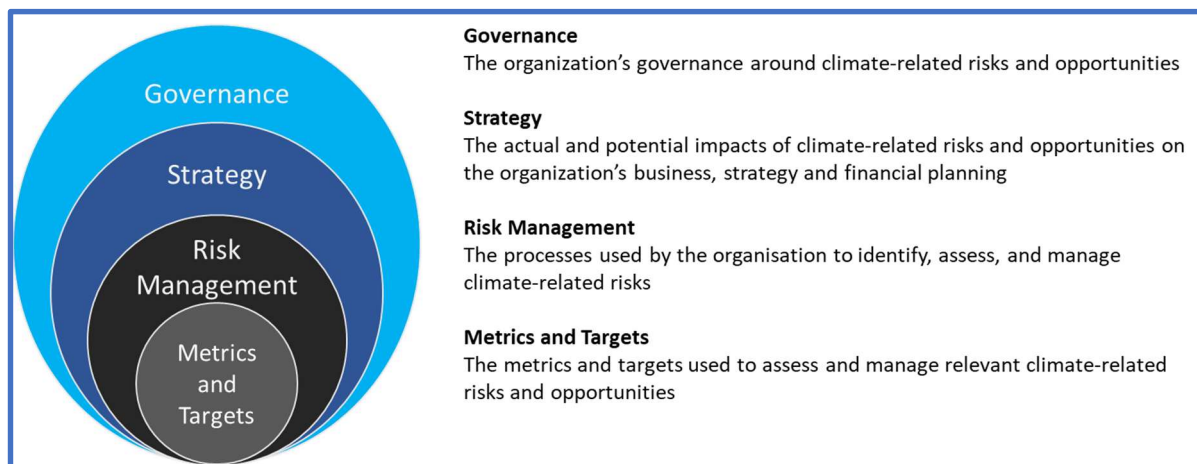 Governance
Strategy
Risk
Management
Metrics
and
Targets
Governance
The organization's governance around climate-related risks and opportunities
Strategy
The actual and potential impacts of climate-related risks and opportunities on
the organization's business, strategy and financial planning
Risk Management
The processes used by the organisation to identify, assess, and manage
climate-related risks
Metrics and Targets
The metrics and targets used to assess and manage relevant climate-related
risks and opportunities